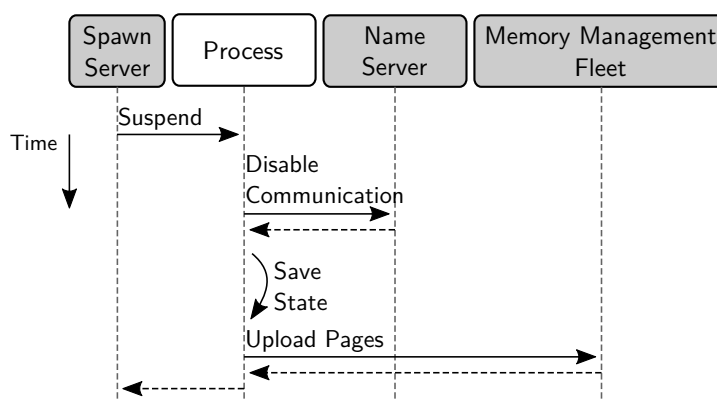 Spawn
Server
Process
Name
Server
Memory Management
Fleet
Suspend
Time
Disable
Communication
Save
State
Upload Pages